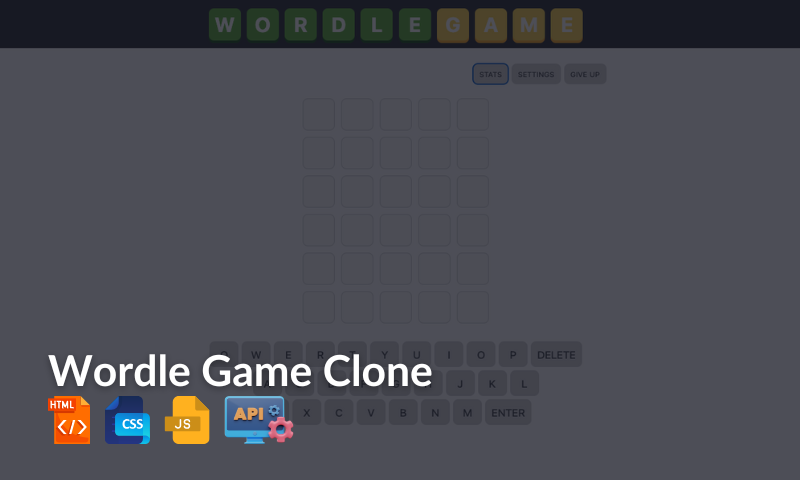 WORDLEGAME
STATS SETTINGS GIVE UP
W E R Y U I O P DELETE
Wordle Game Clone
J K L
HTML </> CSS JS API
X C V B N M ENTER